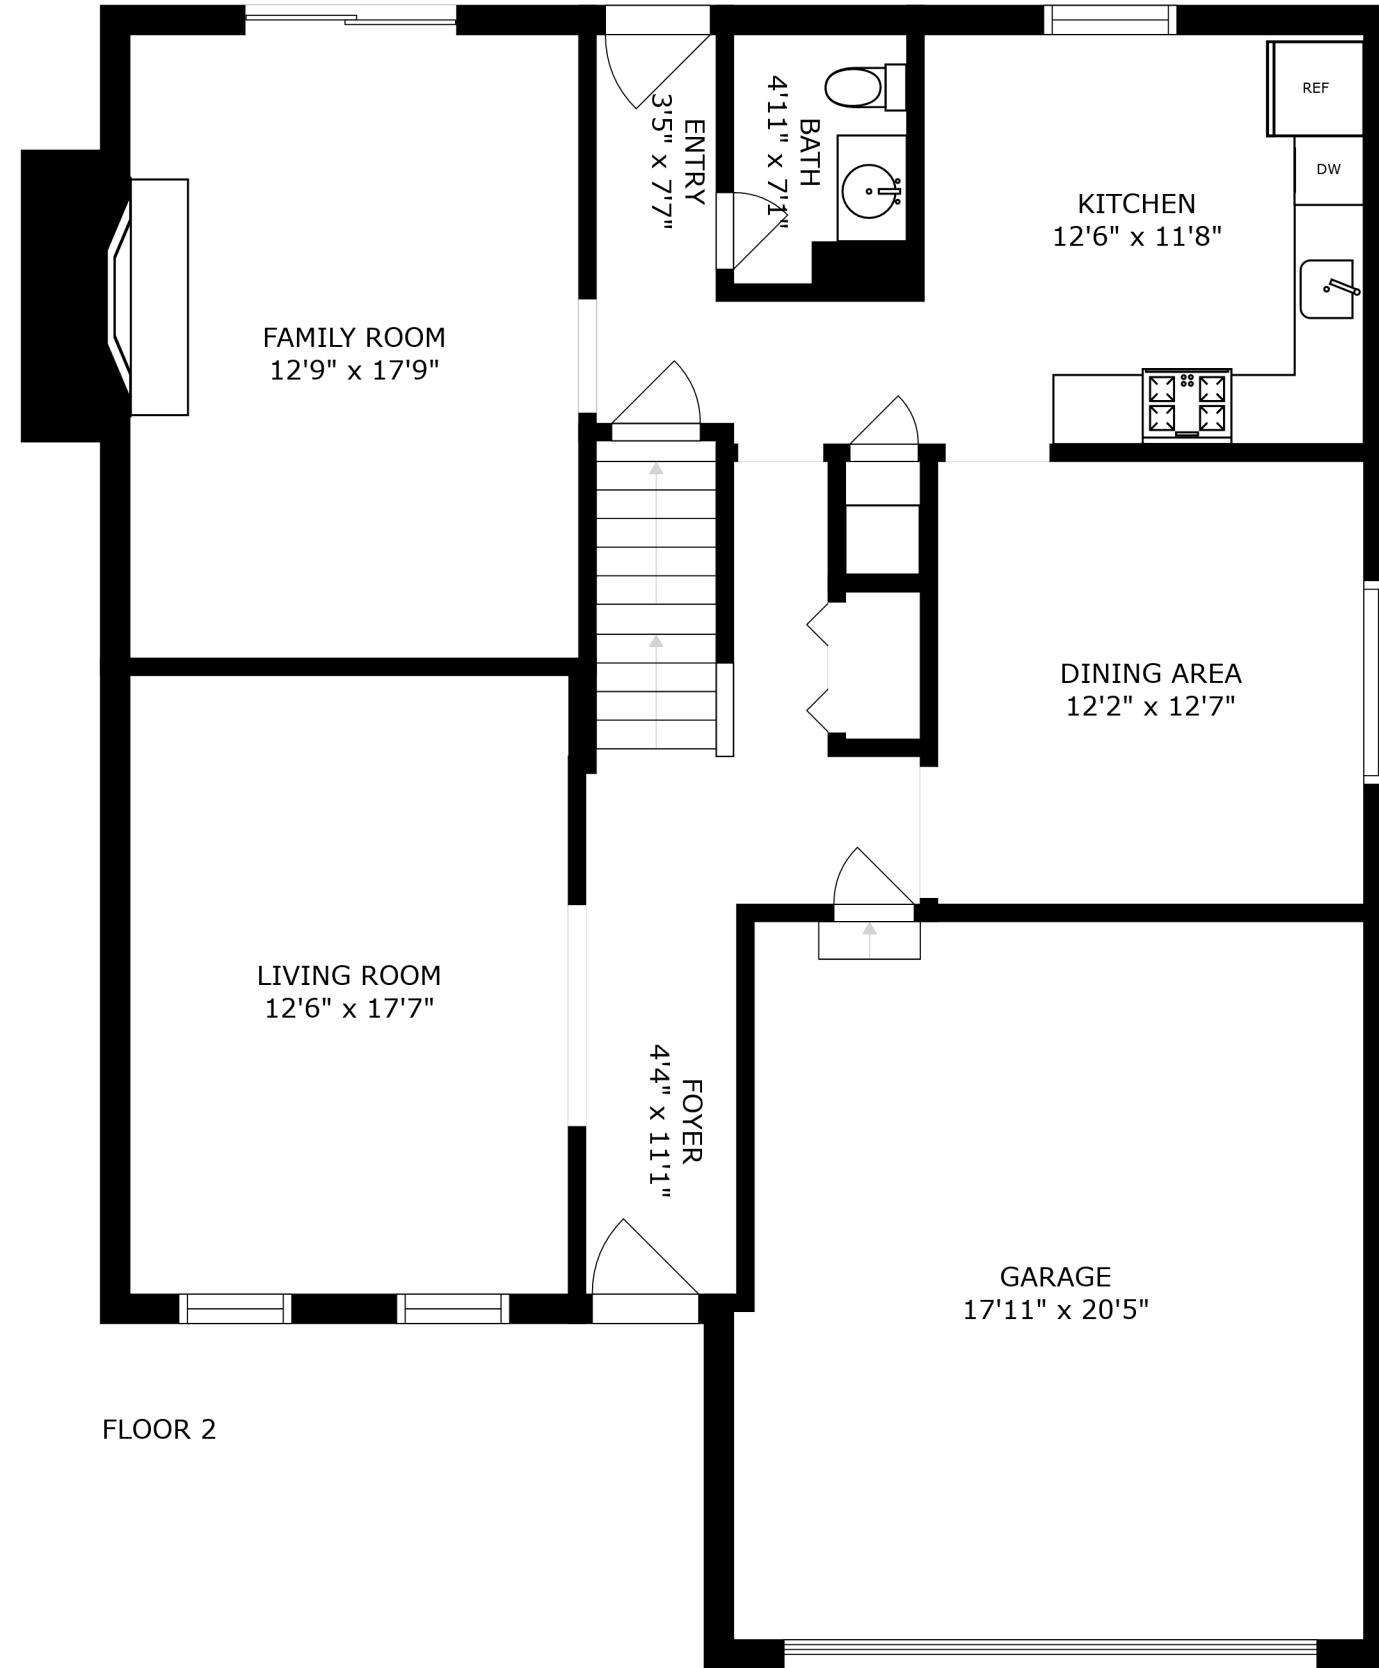 ENTRY
3'5" x 7'7"
BATH
4'11" x 7'1"
REF
DW
KITCHEN
12'6" x 11'8"
FAMILY ROOM
12'9" x 17'9"
DINING AREA
12'2" x 12'7"
LIVING ROOM
12'6" x 17'7"
FOYER
4'4" x 11'1"
GARAGE
17'11" x 20'5"
FLOOR 2